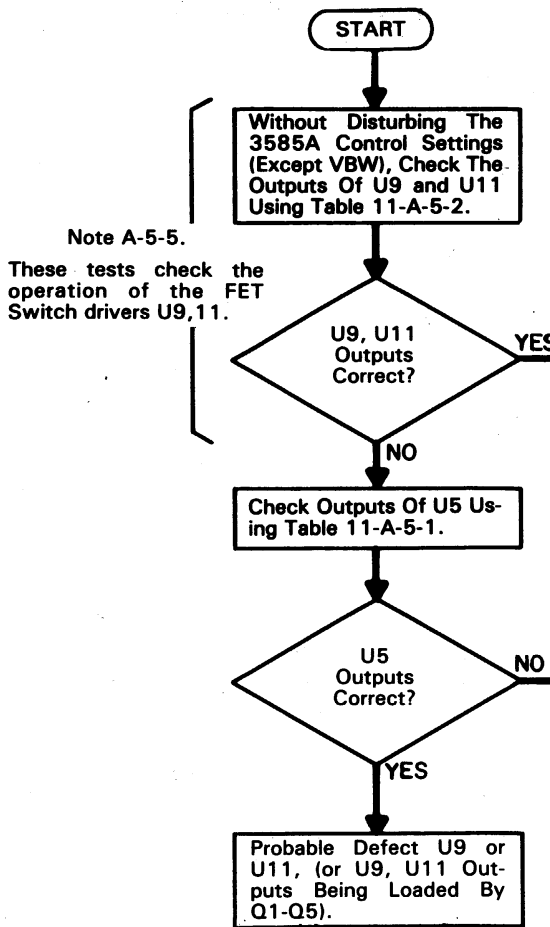 START
Without Disturbing The
3585A Control Settings
(Except VBW), Check The
Outputs Of U9 and U11
Using Table 11-A-5-2.
Note A-5-5.
These tests check the
operation of the FET
Switch drivers U9,11.
U9, U11
Outputs
Correct?
YES
NO
Check Outputs Of U5 Us-
ing Table 11-A-5-1.
U5
Outputs
Correct?
NO
YES
Probable Defect U9 or
U11, (or U9, U11 Out-
puts Being Loaded By
Q1-Q5).